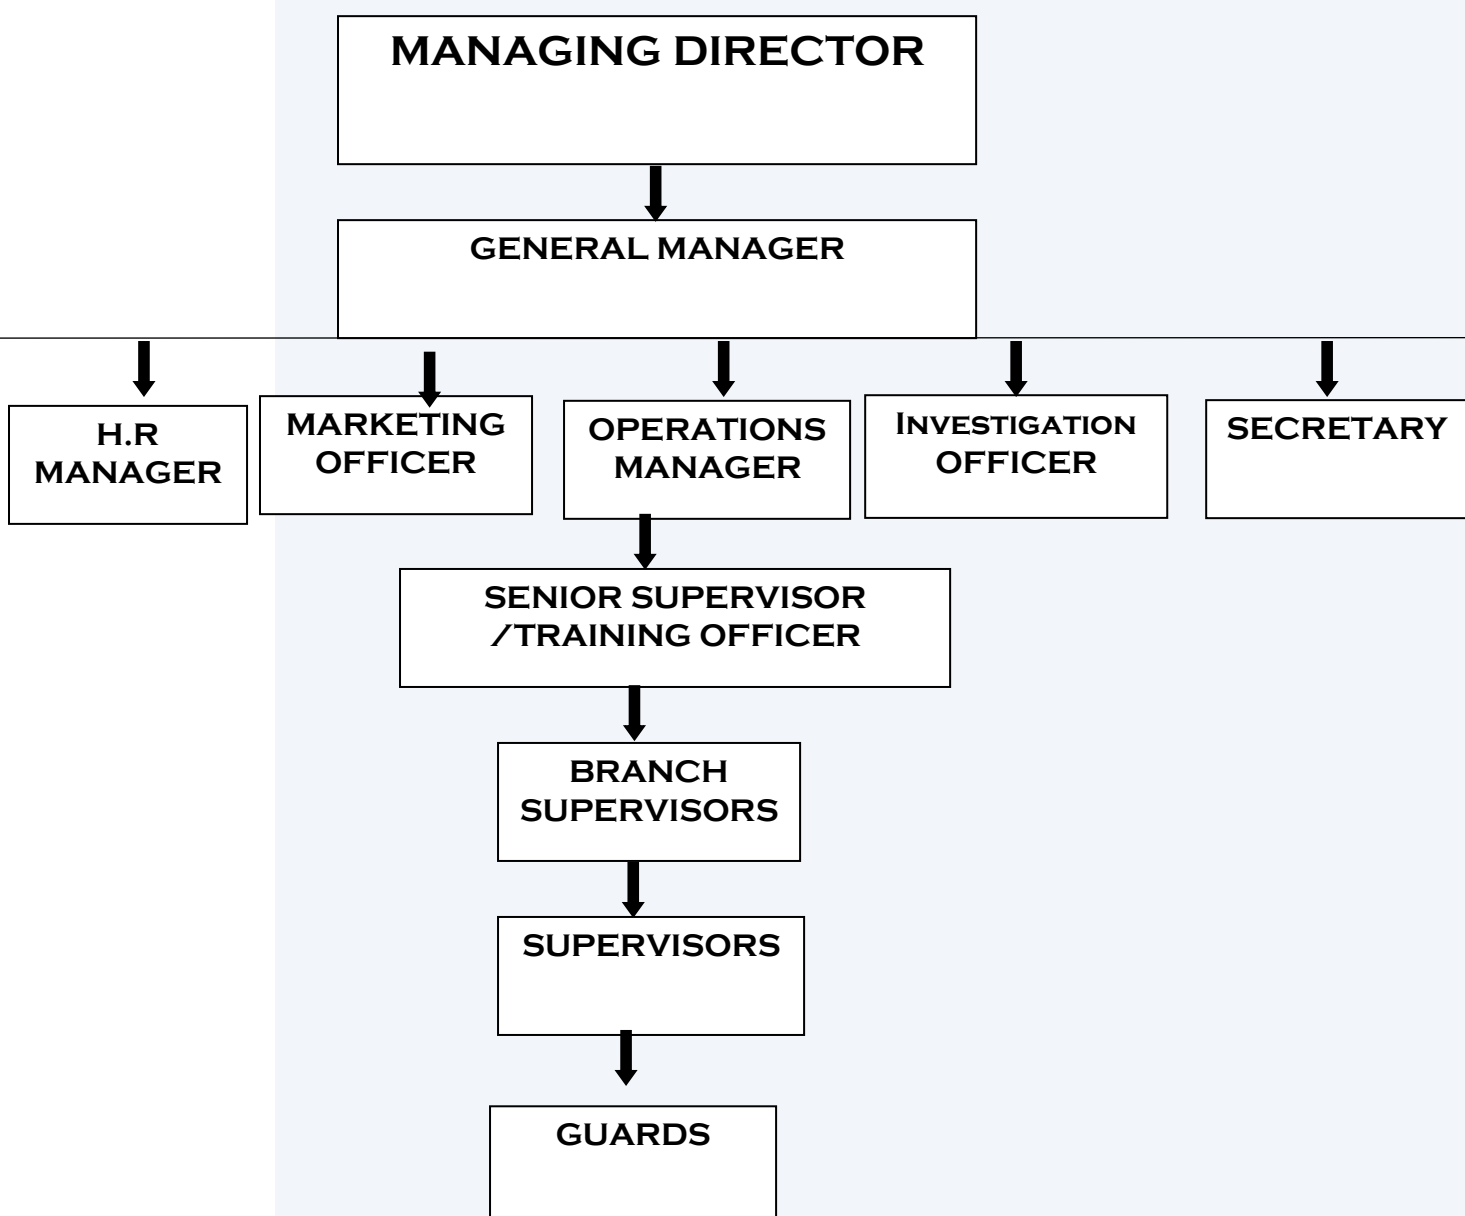 MANAGING DIRECTOR
GENERAL MANAGER
H.R
MANAGER
MARKETING
OFFICER
OPERATIONS
MANAGER
INVESTIGATION
OFFICER
SECRETARY
SENIOR SUPERVISOR
/TRAINING OFFICER
BRANCH
SUPERVISORS
SUPERVISORS
GUARDS